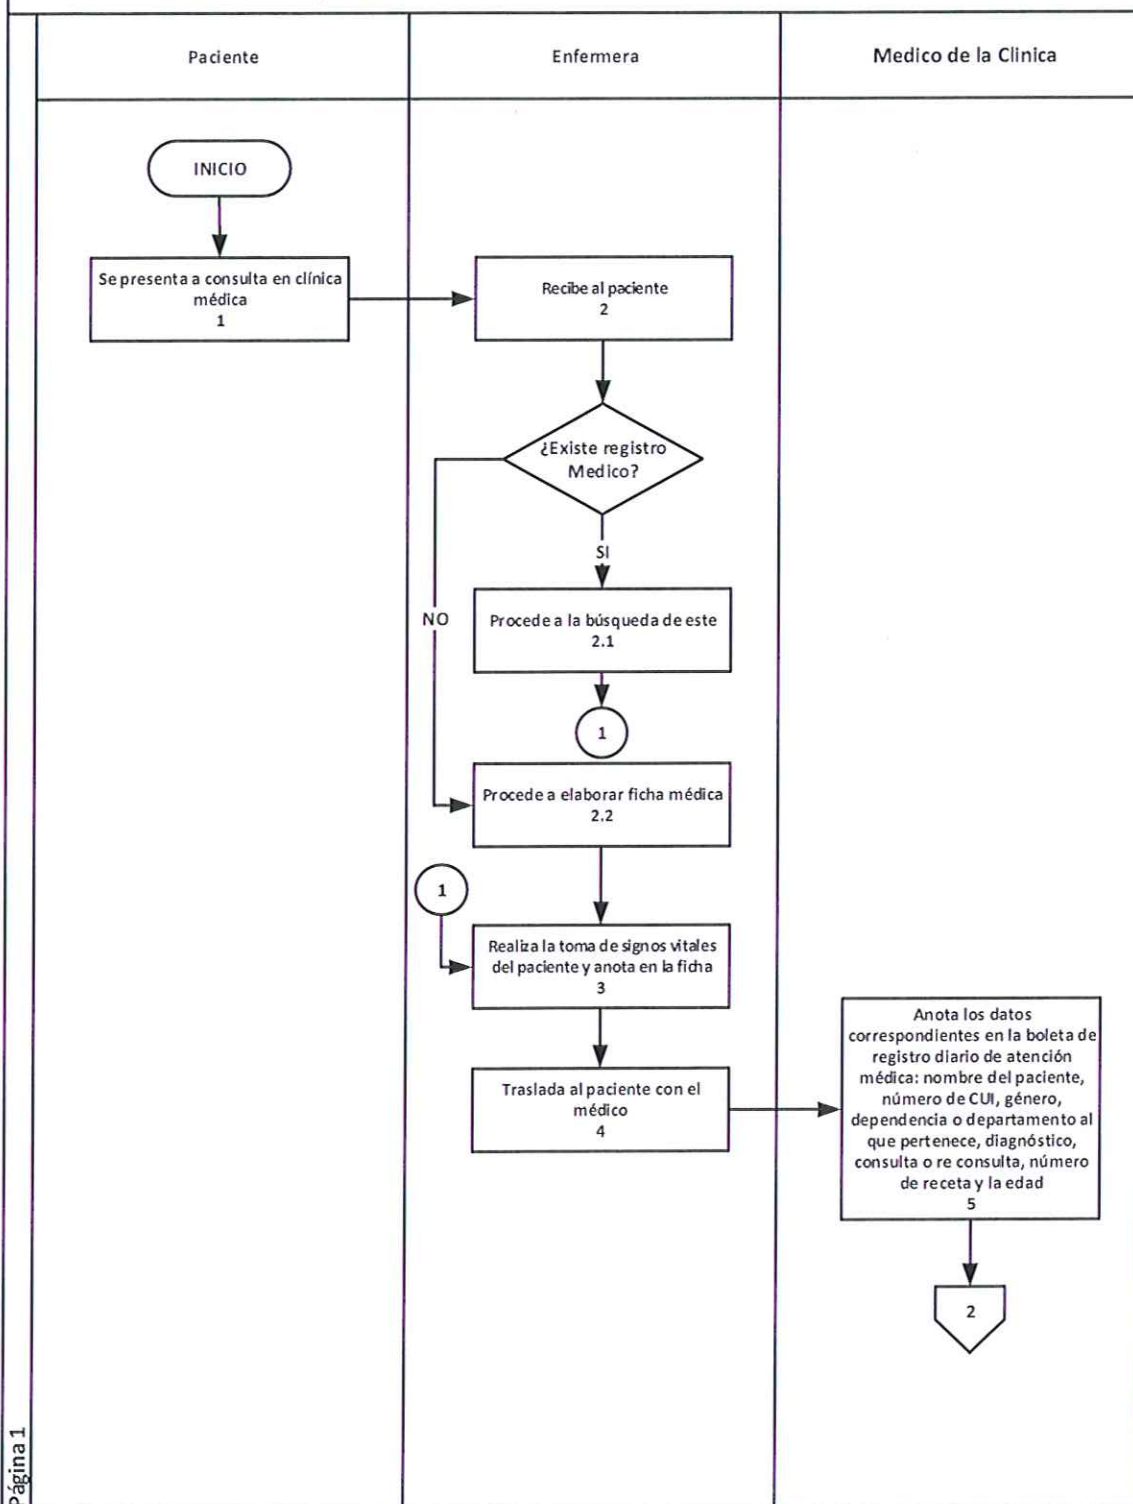 Paciente
Enfermera
Medico de la Clinica
INICIO
Se presenta a consulta en clínica
médica
1
Recibe al paciente
2
¿Existe registro
Medico?
SI
NO
Procede a la búsqueda de este
2.1
1
Procede a elaborar ficha médica
2.2
1
Realiza la toma de signos vitales
del paciente y anota en la ficha
3
Traslada al paciente con el
médico
4
Anota los datos
correspondientes en la boleta de
registro diario de atención
médica: nombre del paciente,
número de CUI, género,
dependencia o departamento al
que pertenece, diagnóstico,
consulta o re consulta, número
de receta y la edad
5
2
Página 1